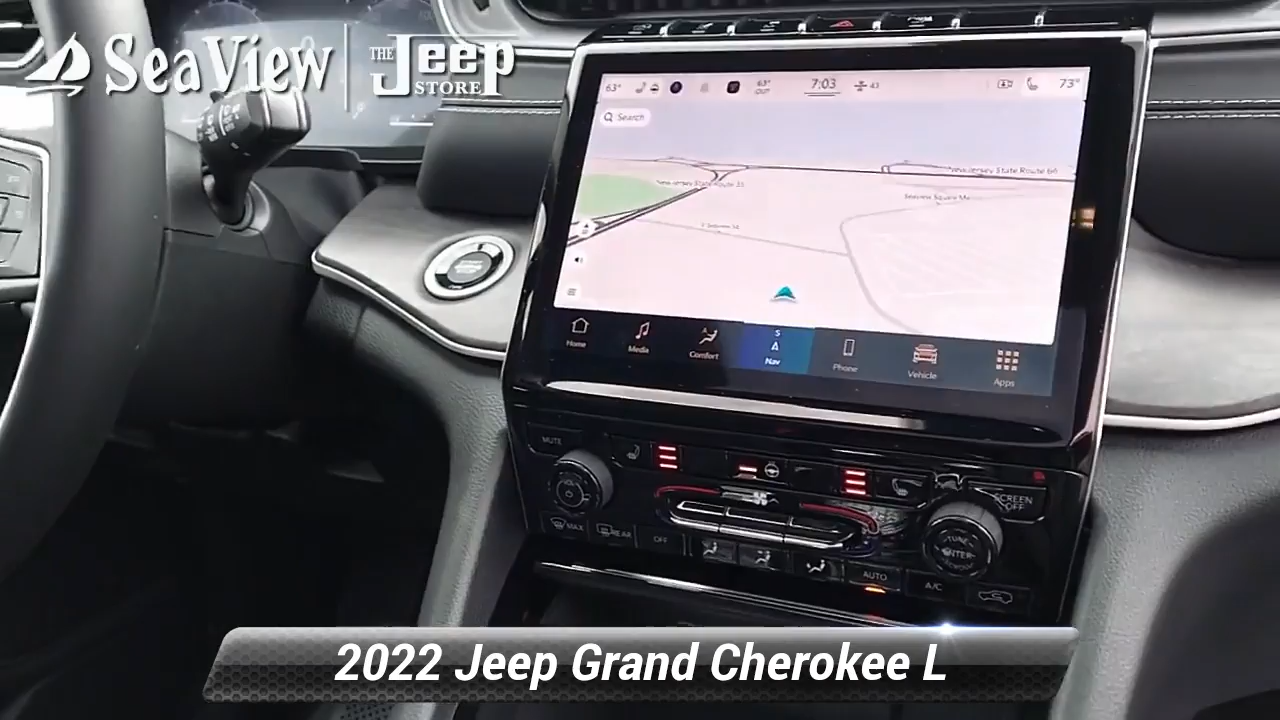 SeaView
THE Jeep STORE
63°
63° OUT
7:03
43
73°
Search
New Jersey State Route 66
New Jersey State Route 33
Home
Media
Comfort
S
Nav
Phone
Vehicle
Apps
MUTE
SCREEN OFF
MAX
REAR
OFF
AUTO
A/C
TUNE
ENTER
2022 Jeep Grand Cherokee L